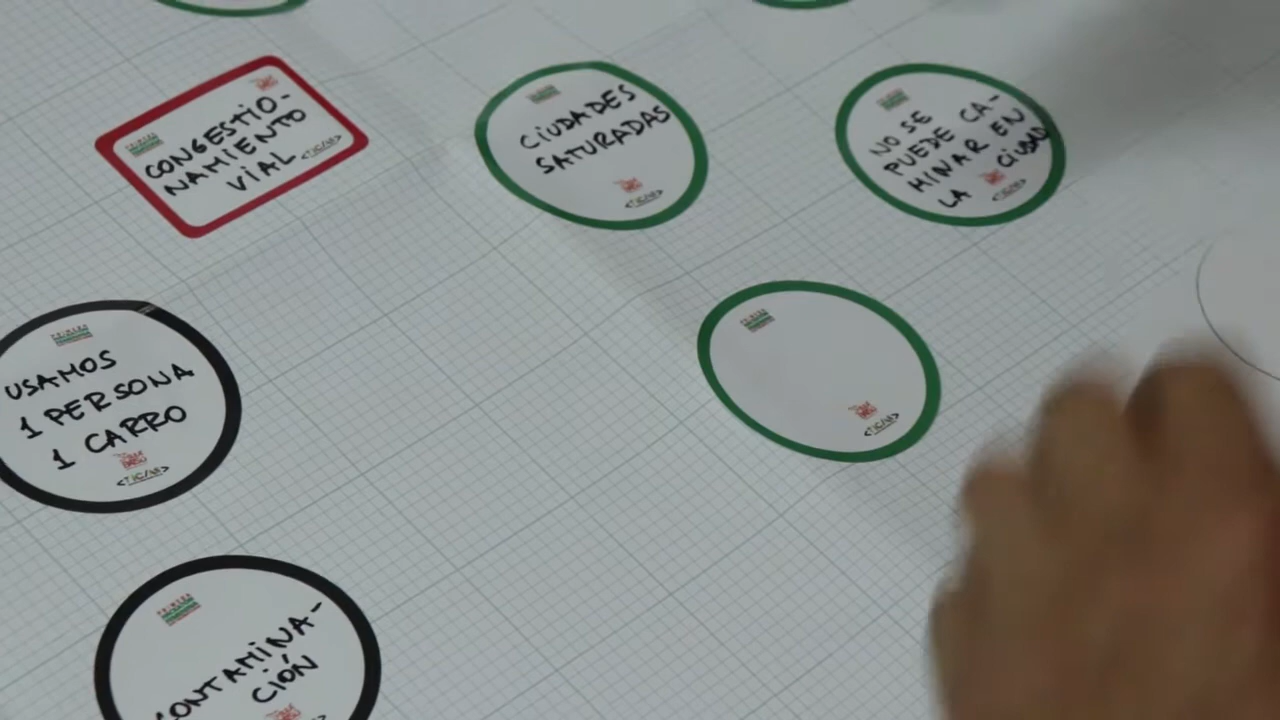 CONGESTIO-
NAMIENTO
VIAL
CIUDADES
SATURADAS
NO SE
PUEDE CA-
MINAR EN
LA CIUDAD
USAMOS
1 PERSONA
1 CARRO
CONTAMINA-
CIÓN